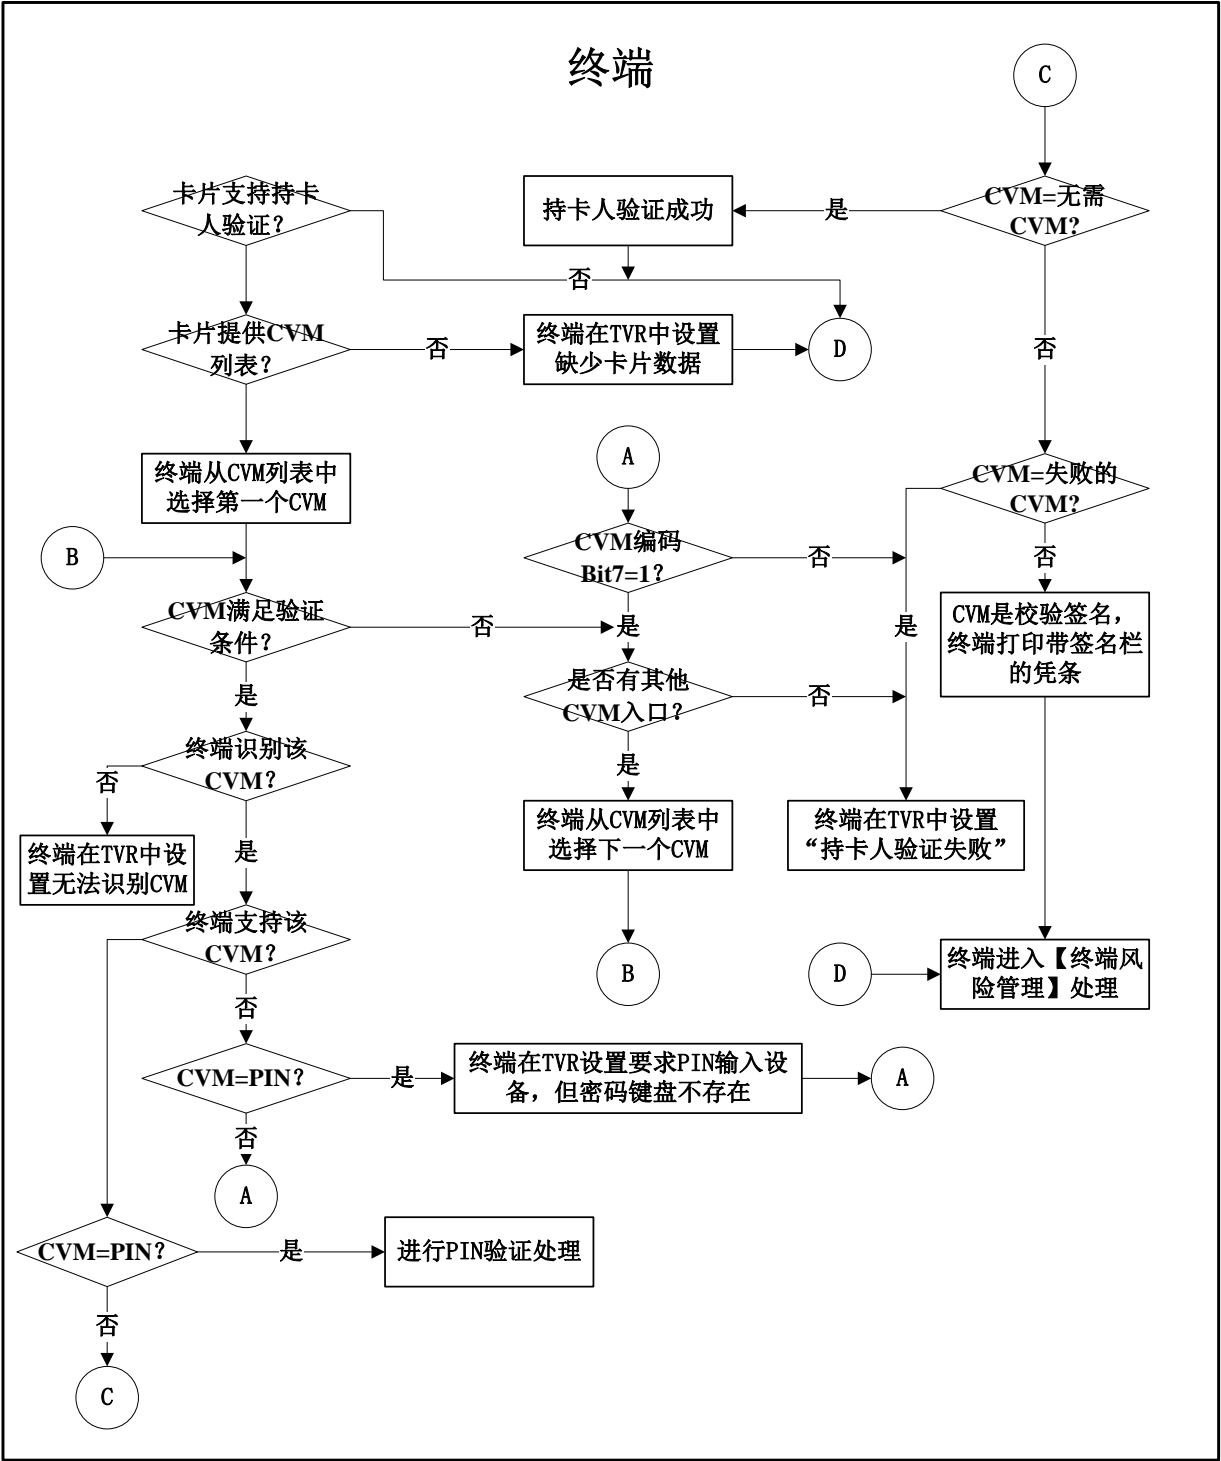 终端
C
卡片支持持卡
人验证?
持卡人验证成功
是
CVM=无需
CVM?
否
卡片提供CVM
列表?
否
终端在TVR中设置
缺少卡片数据
D
否
终端从CVM列表中
选择第一个CVM
A
CVM=失败的
CVM?
B
CVM编码
Bit7=1?
否
否
CVM满足验证
条件?
否
是
是
CVM是校验签名,
终端打印带签名栏
的凭条
是
是否有其他
CVM入口?
否
终端识别该
CVM?
否
是
终端在TVR中设
置无法识别CVM
是
终端从CVM列表中
选择下一个CVM
终端在TVR中设置
“持卡人验证失败”
终端支持该
CVM?
B
D
终端进入【终端风
险管理】处理
否
CVM=PIN?
是
终端在TVR设置要求PIN输入设
备,但密码键盘不存在
A
否
A
CVM=PIN?
是
进行PIN验证处理
否
C